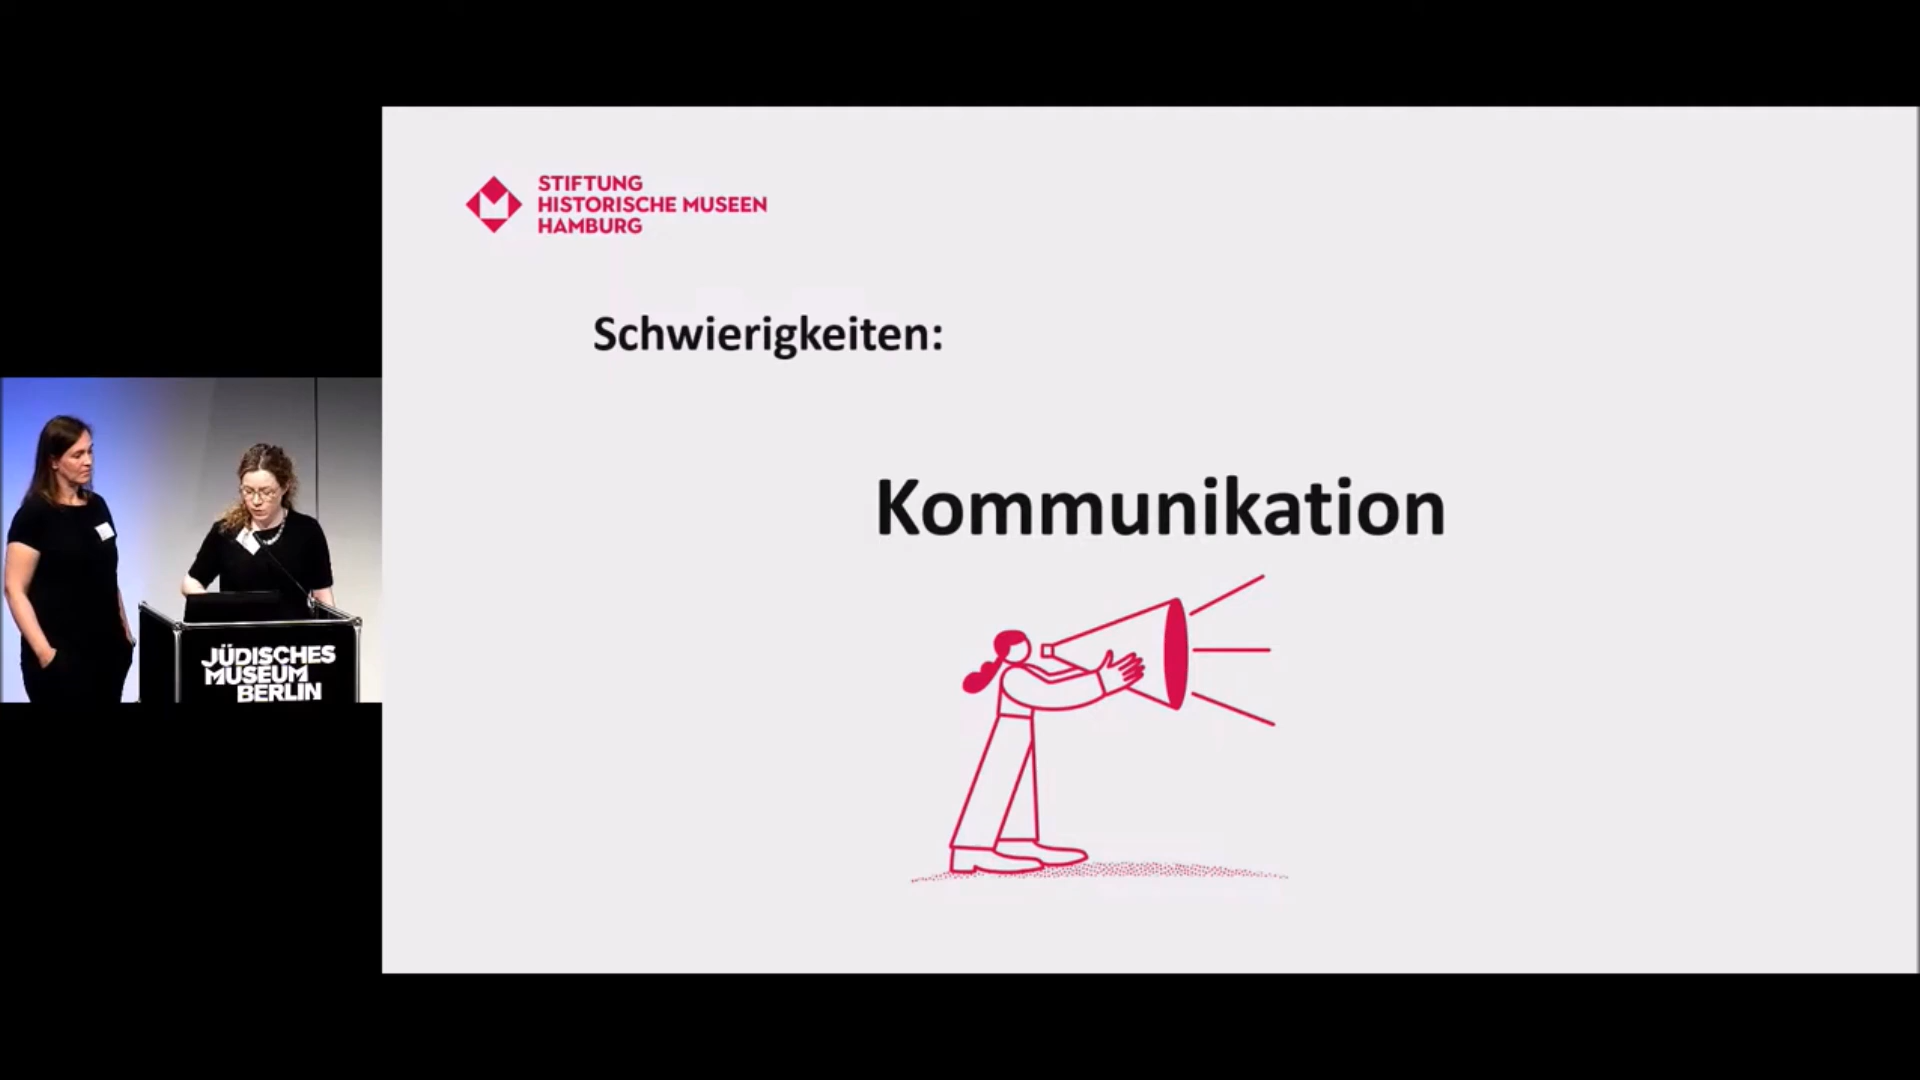 STIFTUNG
HISTORISCHE MUSEEN
HAMBURG
Schwierigkeiten:
Kommunikation
JÜDISCHES
MUSEUM
BERLIN